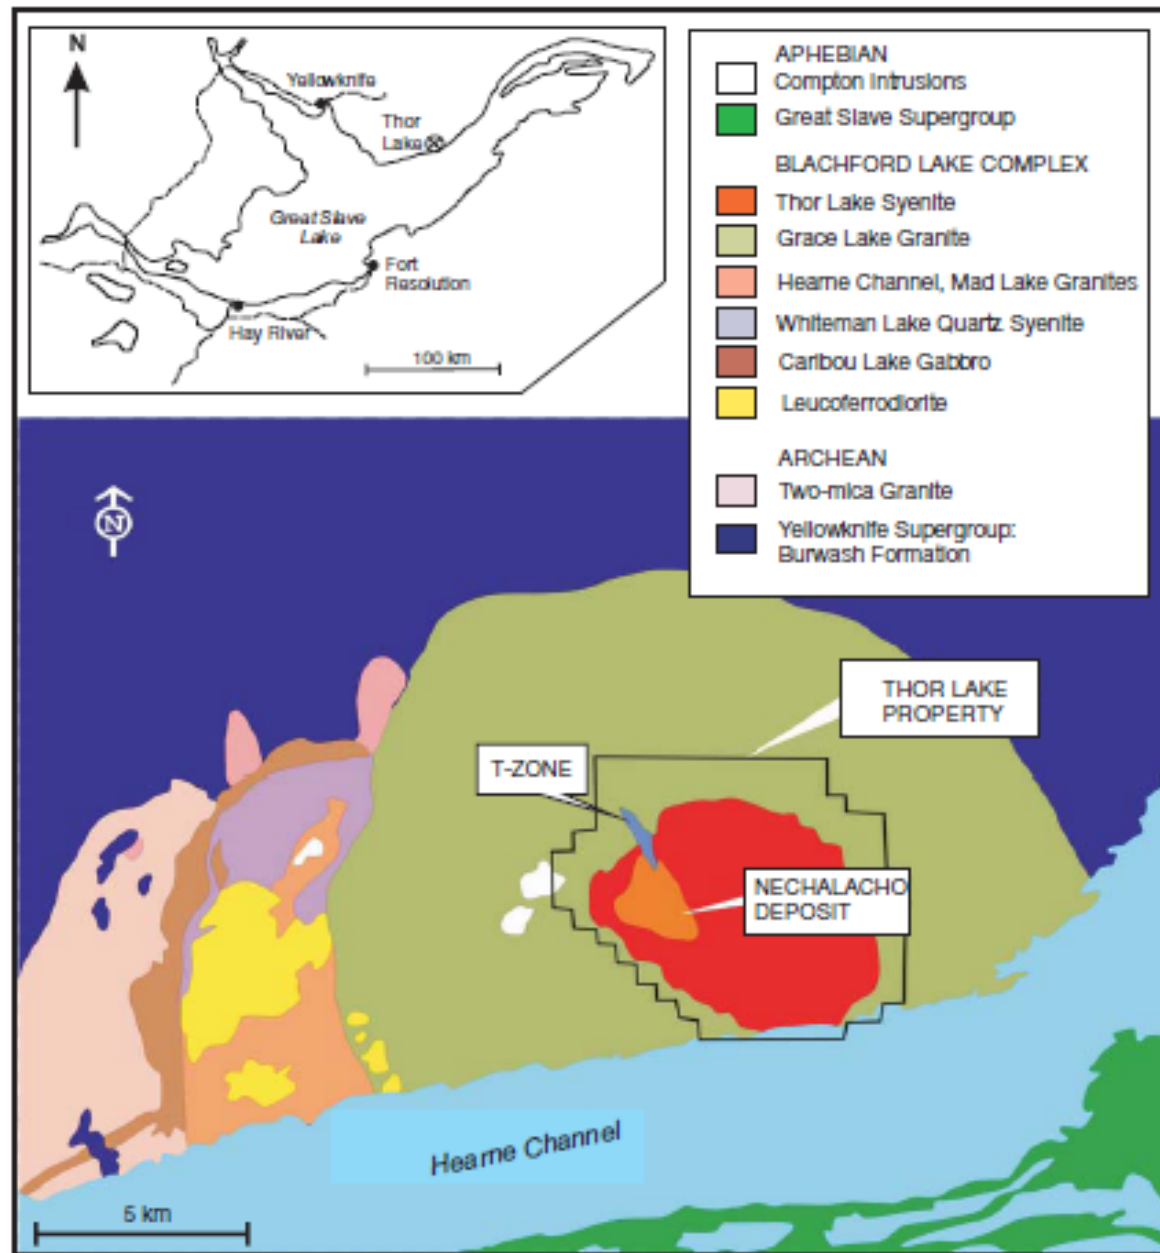 N
Yellowknife
Thor
Lake
Great Slave
Lake
Fort
Resolution
Hay River
100 km
APHEBIAN
Compton Intrusions
Great Slave Supergroup
BLACHFORD LAKE COMPLEX
Thor Lake Syenite
Grace Lake Granite
Hearne Channel, Mad Lake Granites
Whiteman Lake Quartz Syenite
Caribou Lake Gabbro
Leucoferrodiorite
ARCHEAN
Two-mica Granite
Yellowknife Supergroup:
Burwash Formation
N
THOR LAKE
PROPERTY
T-ZONE
NECHALACHO
DEPOSIT
Hearne Channel
5 km